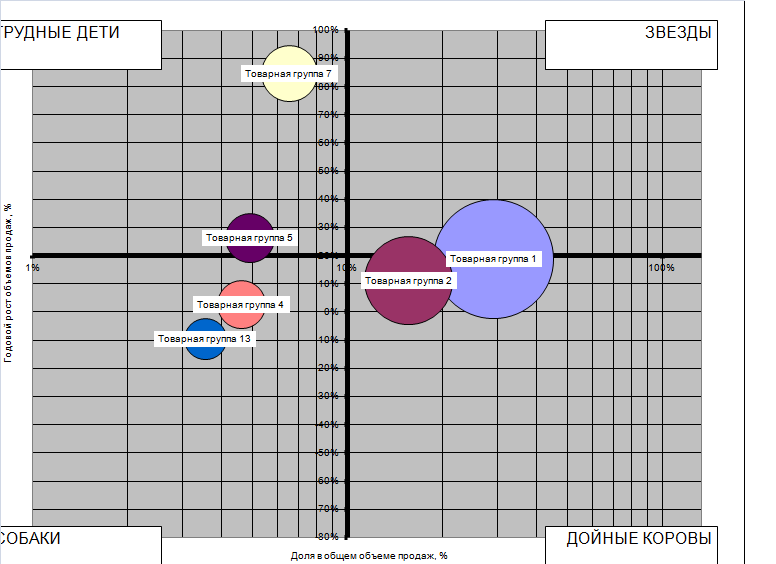 ТРУДНЫЕ ДЕТИ
ЗВЕЗДЫ
100%
90%
Товарная группа 7
80%
70%
60%
50%
40%
30%
Товарная группа 5
20%
Товарная группа 1
1%
10%
100%
Товарная группа 2
10%
Товарная группа 4
0%
Товарная группа 13
-10%
-20%
-30%
-40%
-50%
-60%
-70%
-80%
СОБАКИ
ДОЙНЫЕ КОРОВЫ
Доля в общем объеме продаж, %
Годовой рост объемов продаж, %